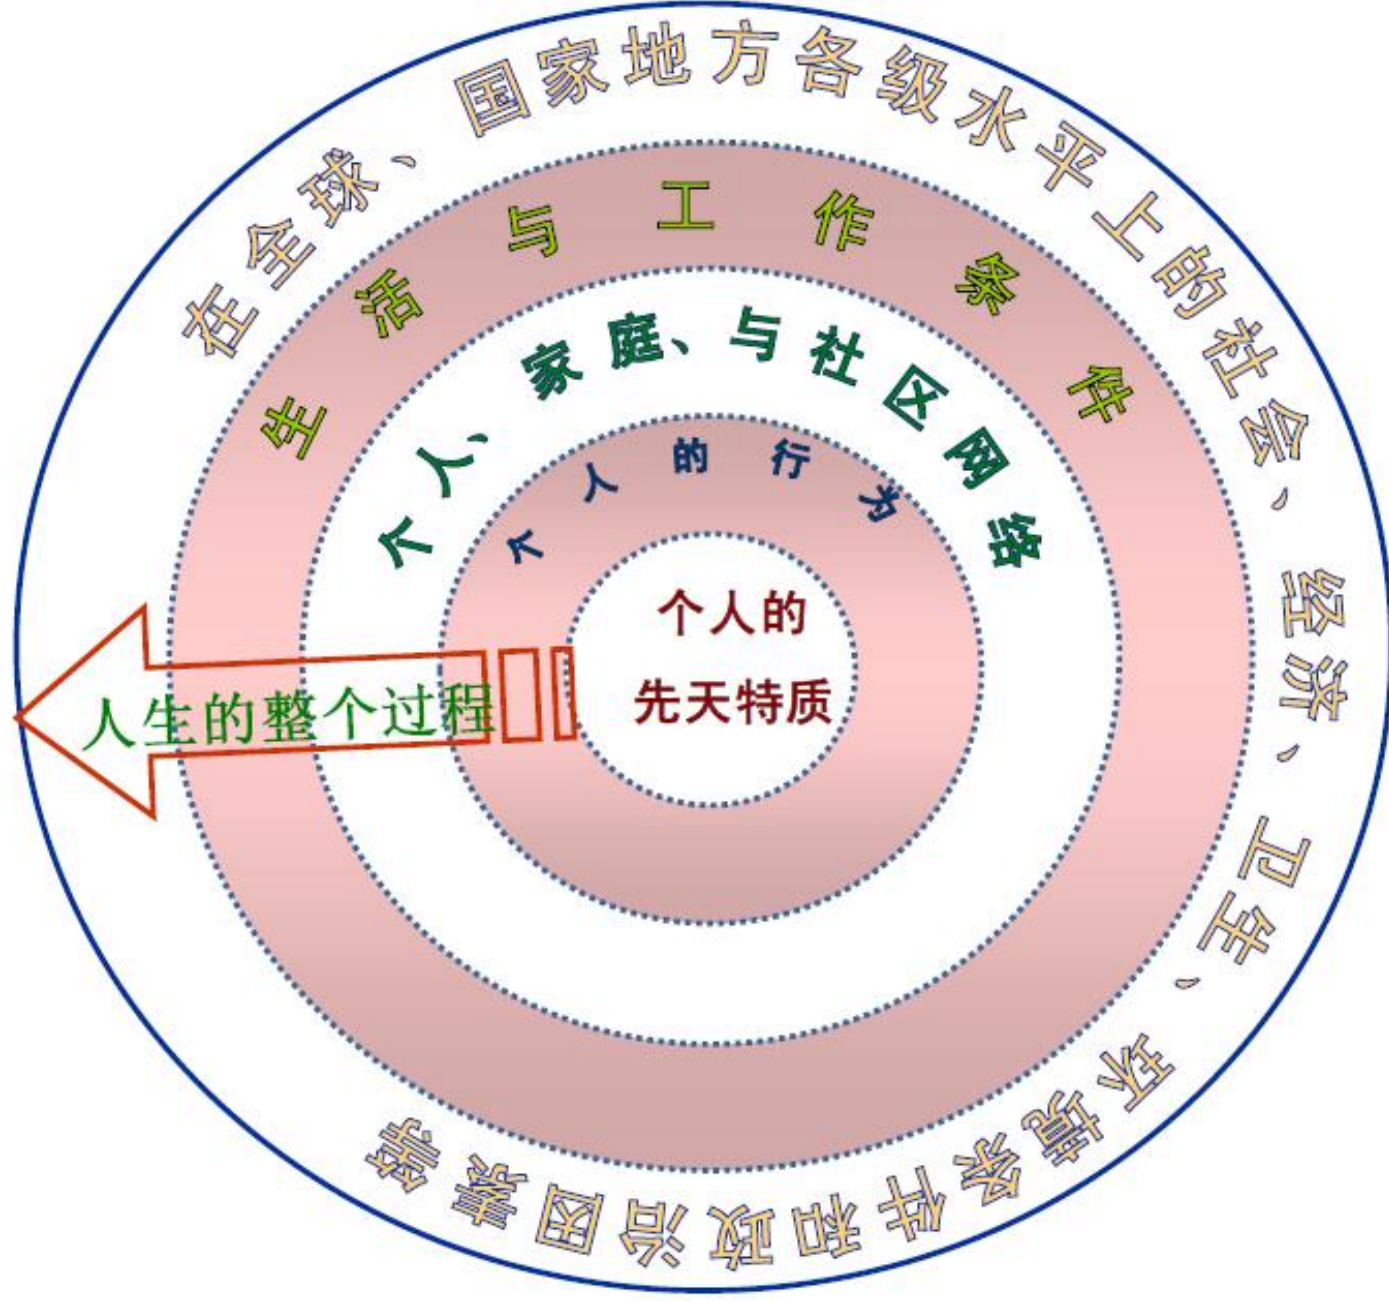 在全球、国家地方各级水平上的社会、经济、卫生、环境条件和政治因素等
生活与工作条件
个人、家庭、与社区网络
个人的行为
个人的
先天特质
人生的整个过程